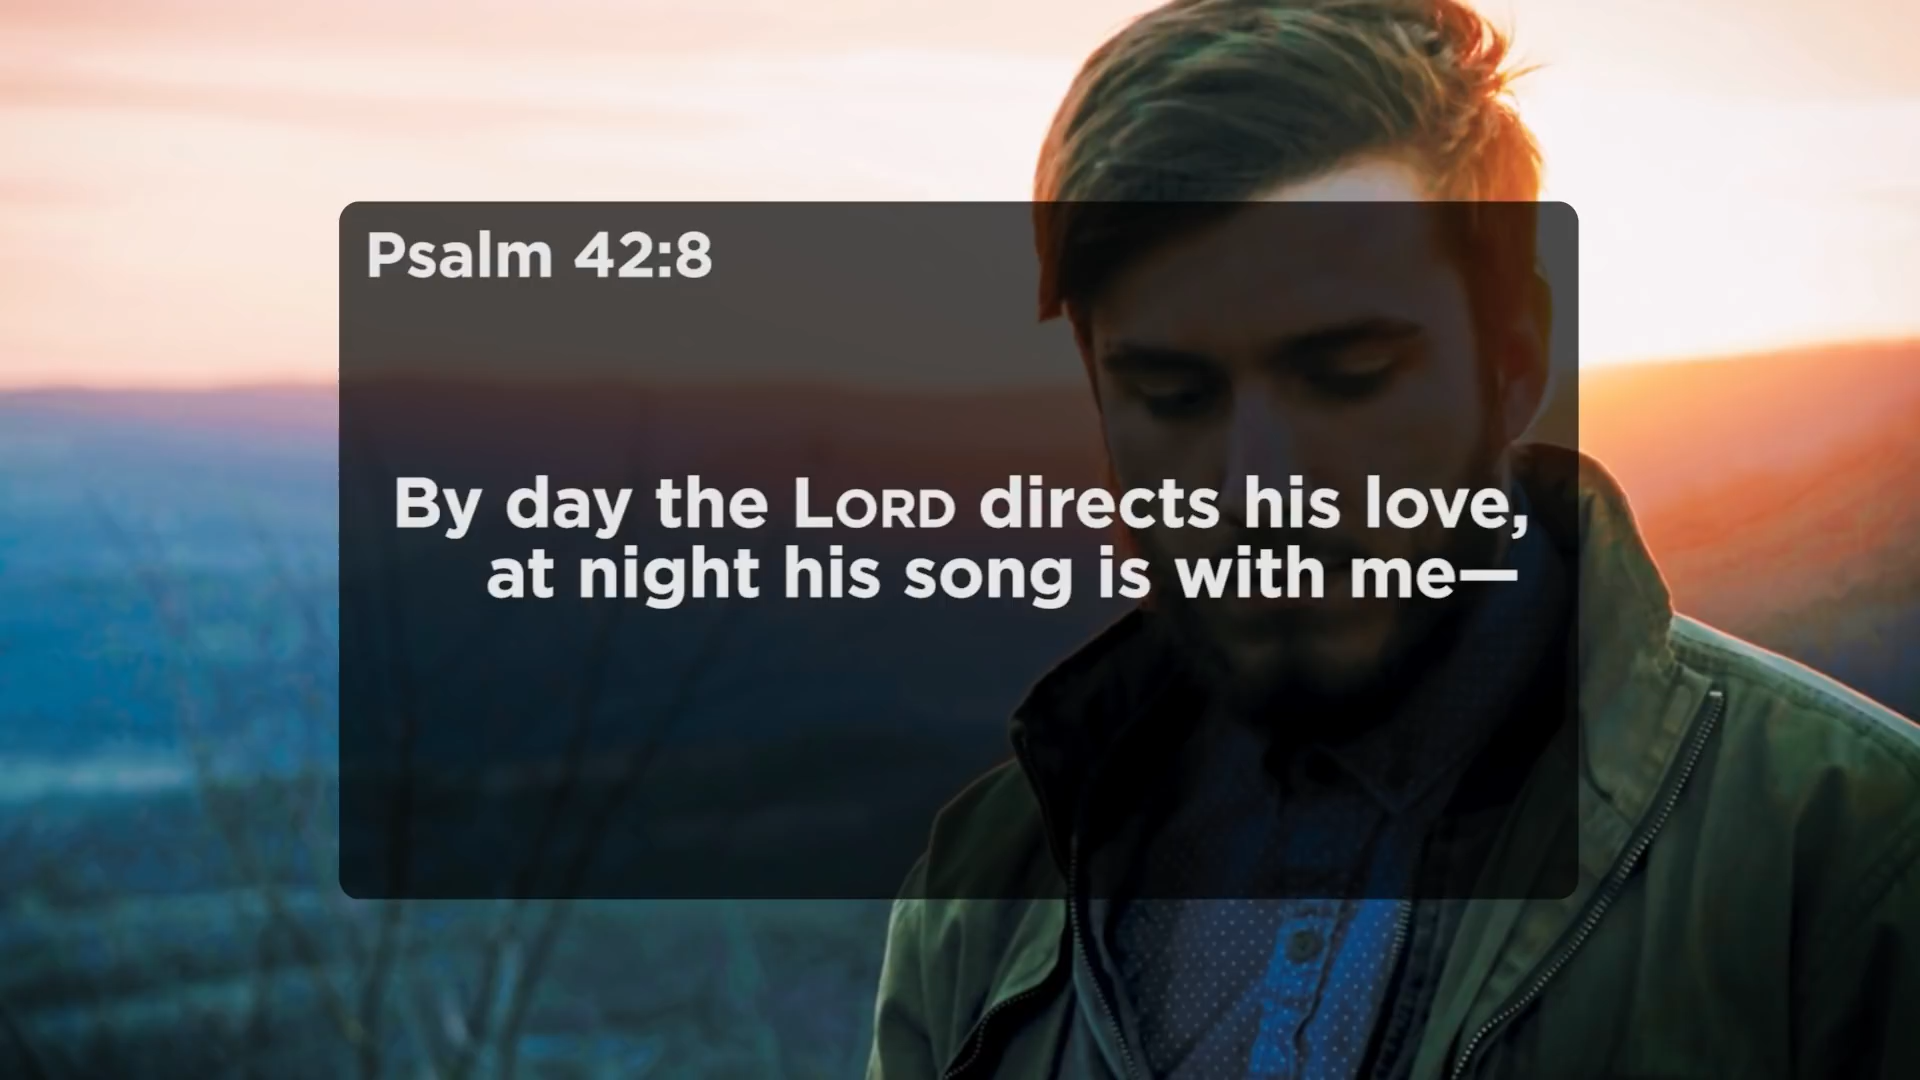 Psalm 42:8
By day the LORD directs his love,
at night his song is with me—